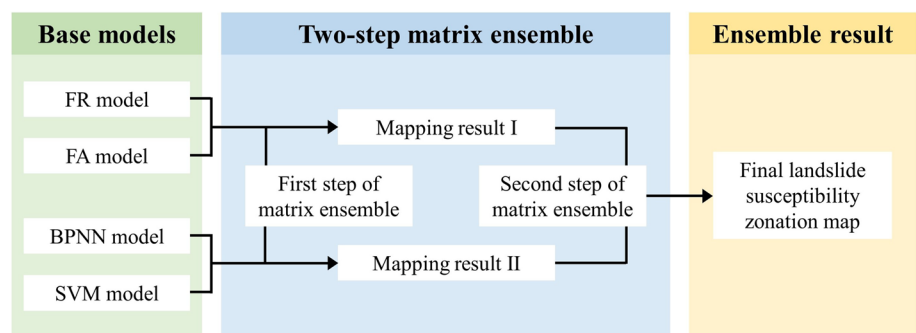 Base models
Two-step matrix ensemble
Ensemble result
FR model
FA model
BPNN model
SVM model
Mapping result I
First step of
matrix ensemble
Second step of
matrix ensemble
Mapping result II
Final landslide
susceptibility
zonation map